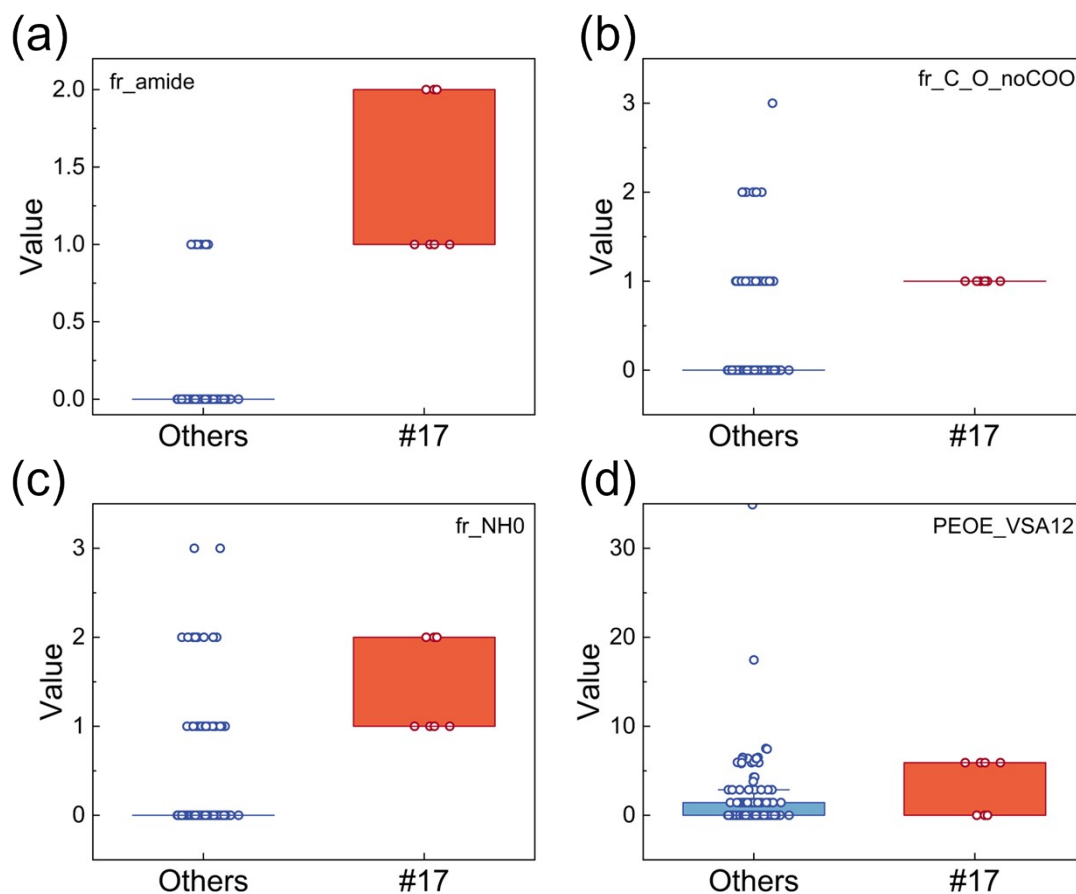 (a)
fr_amide
Value
2.0
1.5
1.0
0.5
0.0
Others #17
(b)
fr_C_O_noCOO
Value
3
2
1
0
Others #17
(c)
fr_NH0
Value
3
2
1
0
Others #17
(d)
PEOE_VSA12
Value
30
20
10
0
Others #17